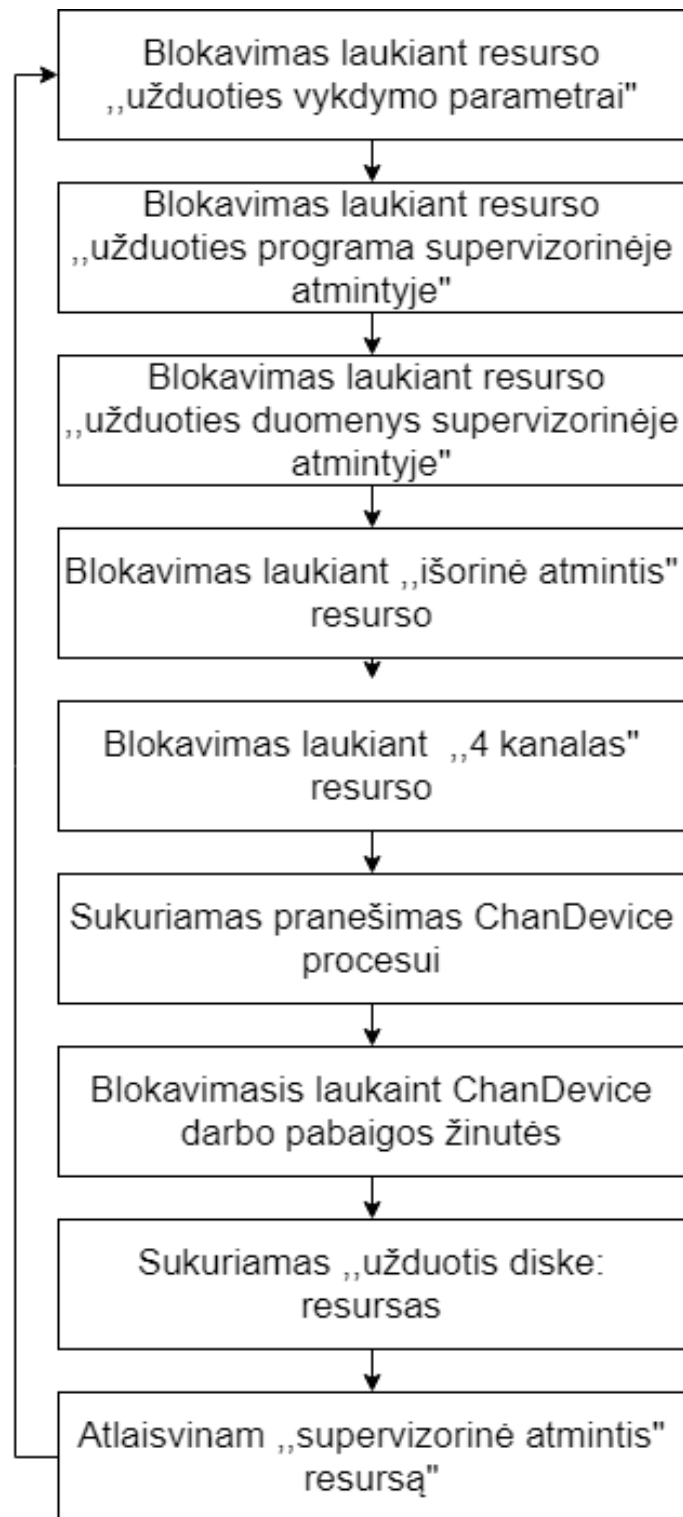 Blokavimas laukiant resurso
,,užduoties vykdymo parametrai"
Blokavimas laukiant resurso
,,užduoties programa supervizorinėje
atmintyje"
Blokavimas laukiant resurso
,,užduoties duomenys supervizorinėje
atmintyje"
Blokavimas laukiant ,,išorinė atmintis"
resurso
Blokavimas laukiant ,,4 kanalas"
resurso
Sukuriamas pranešimas ChanDevice
procesui
Blokavimasis laukaint ChanDevice
darbo pabaigos žinutės
Sukuriamas ,,užduotis diske:
resursas
Atlaisvinam ,,supervizorinė atmintis"
resursą"